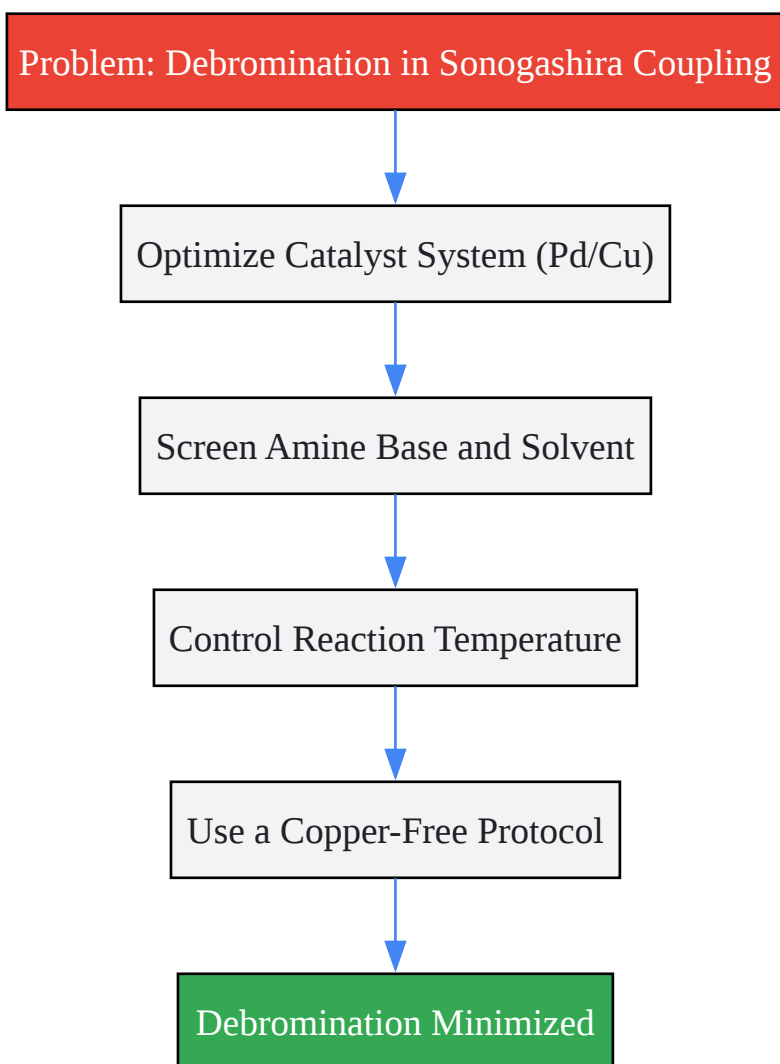 Problem: Debromination in Sonogashira Coupling
Optimize Catalyst System (Pd/Cu)
Screen Amine Base and Solvent
Control Reaction Temperature
Use a Copper-Free Protocol
Debromination Minimized